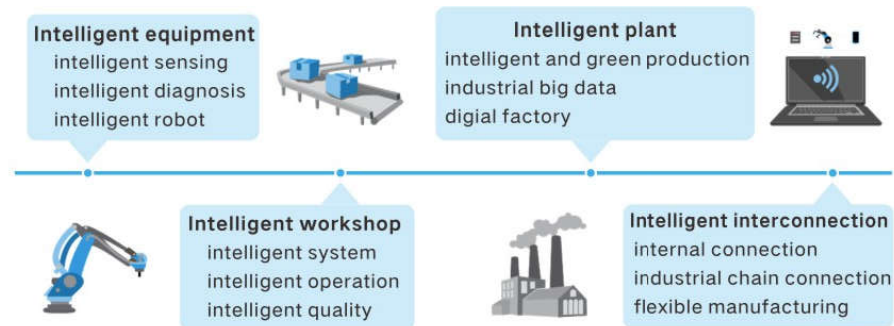 Intelligent equipment
intelligent sensing
intelligent diagnosis
intelligent robot
Intelligent plant
intelligent and green production
industrial big data
digial factory
Intelligent workshop
intelligent system
intelligent operation
intelligent quality
Intelligent interconnection
internal connection
industrial chain connection
flexible manufacturing